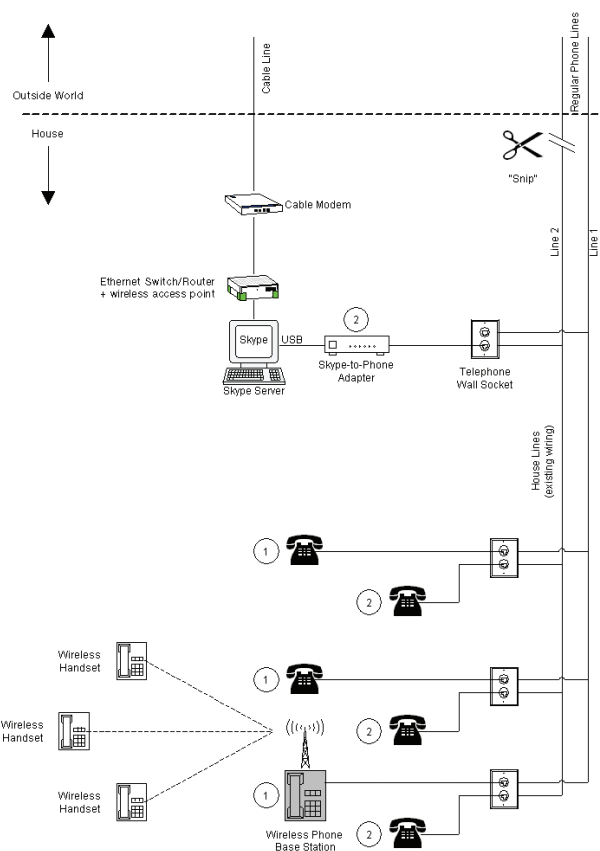 Outside World
House
Cable Line
Regular Phone Lines
"Snip"
Cable Modem
Line 2
Line 1
Ethernet Switch/Router
+ wireless access point
Skype
USB
2
Skype Server
Skype-to-Phone
Adapter
Telephone
Wall Socket
House Lines
(existing wiring)
1
2
Wireless
Handset
1
Wireless
Handset
2
Wireless
Handset
1
Wireless Phone
Base Station
2